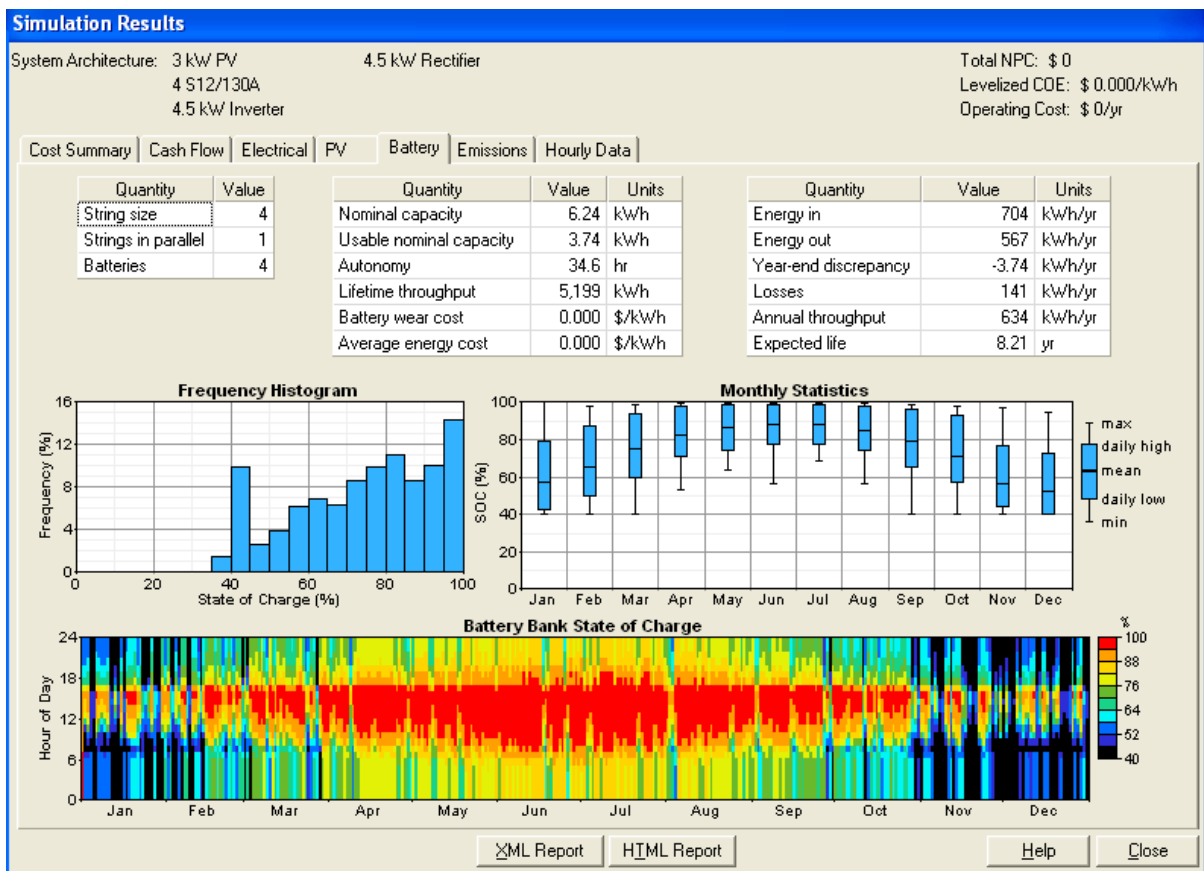 Simulation Results
System Architecture: 3 kW PV 4.5 kW Rectifier
4 S12/130A
4.5 kW Inverter
Total NPC: $ 0
Levelized COE: $ 0.000/kWh
Operating Cost: $ 0/yr
Cost Summary Cash Flow Electrical PV Battery Emissions Hourly Data
Quantity Value
String size 4
Strings in parallel 1
Batteries 4
Quantity Value Units
Nominal capacity 6.24 kWh
Usable nominal capacity 3.74 kWh
Autonomy 34.6 hr
Lifetime throughput 5,199 kWh
Battery wear cost 0.000 $/kWh
Average energy cost 0.000 $/kWh
Quantity Value Units
Energy in 704 kWh/yr
Energy out 567 kWh/yr
Year-end discrepancy -3.74 kWh/yr
Losses 141 kWh/yr
Annual throughput 634 kWh/yr
Expected life 8.21 yr
Frequency Histogram
Frequency (%)
16
12
8
4
0
0 20 40 60 80 100
State of Charge (%)
Monthly Statistics
SOC (%)
100
80
60
40
20
0
Jan Feb Mar Apr May Jun Jul Aug Sep Oct Nov Dec
max
daily high
mean
daily low
min
Battery Bank State of Charge
Hour of Day
24
18
12
6
0
Jan Feb Mar Apr May Jun Jul Aug Sep Oct Nov Dec
%
100
88
76
64
52
40
XML Report HTML Report Help Close